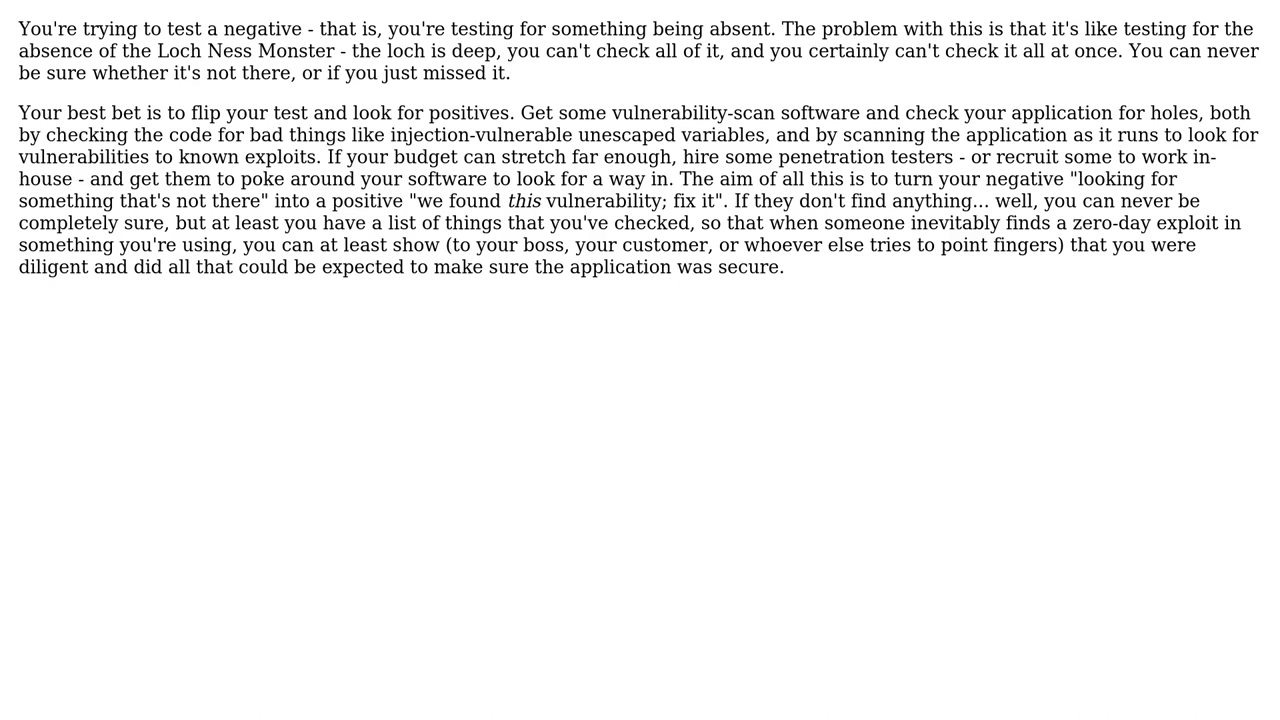 You're trying to test a negative - that is, you're testing for something being absent. The problem with this is that it's like testing for the
absence of the Loch Ness Monster - the loch is deep, you can't check all of it, and you certainly can't check it all at once. You can never
be sure whether it's not there, or if you just missed it.
Your best bet is to flip your test and look for positives. Get some vulnerability-scan software and check your application for holes, both
by checking the code for bad things like injection-vulnerable unescaped variables, and by scanning the application as it runs to look for
vulnerabilities to known exploits. If your budget can stretch far enough, hire some penetration testers - or recruit some to work in-
house - and get them to poke around your software to look for a way in. The aim of all this is to turn your negative "looking for
something that's not there" into a positive "we found this vulnerability; fix it". If they don't find anything... well, you can never be
completely sure, but at least you have a list of things that you've checked, so that when someone inevitably finds a zero-day exploit in
something you're using, you can at least show (to your boss, your customer, or whoever else tries to point fingers) that you were
diligent and did all that could be expected to make sure the application was secure.